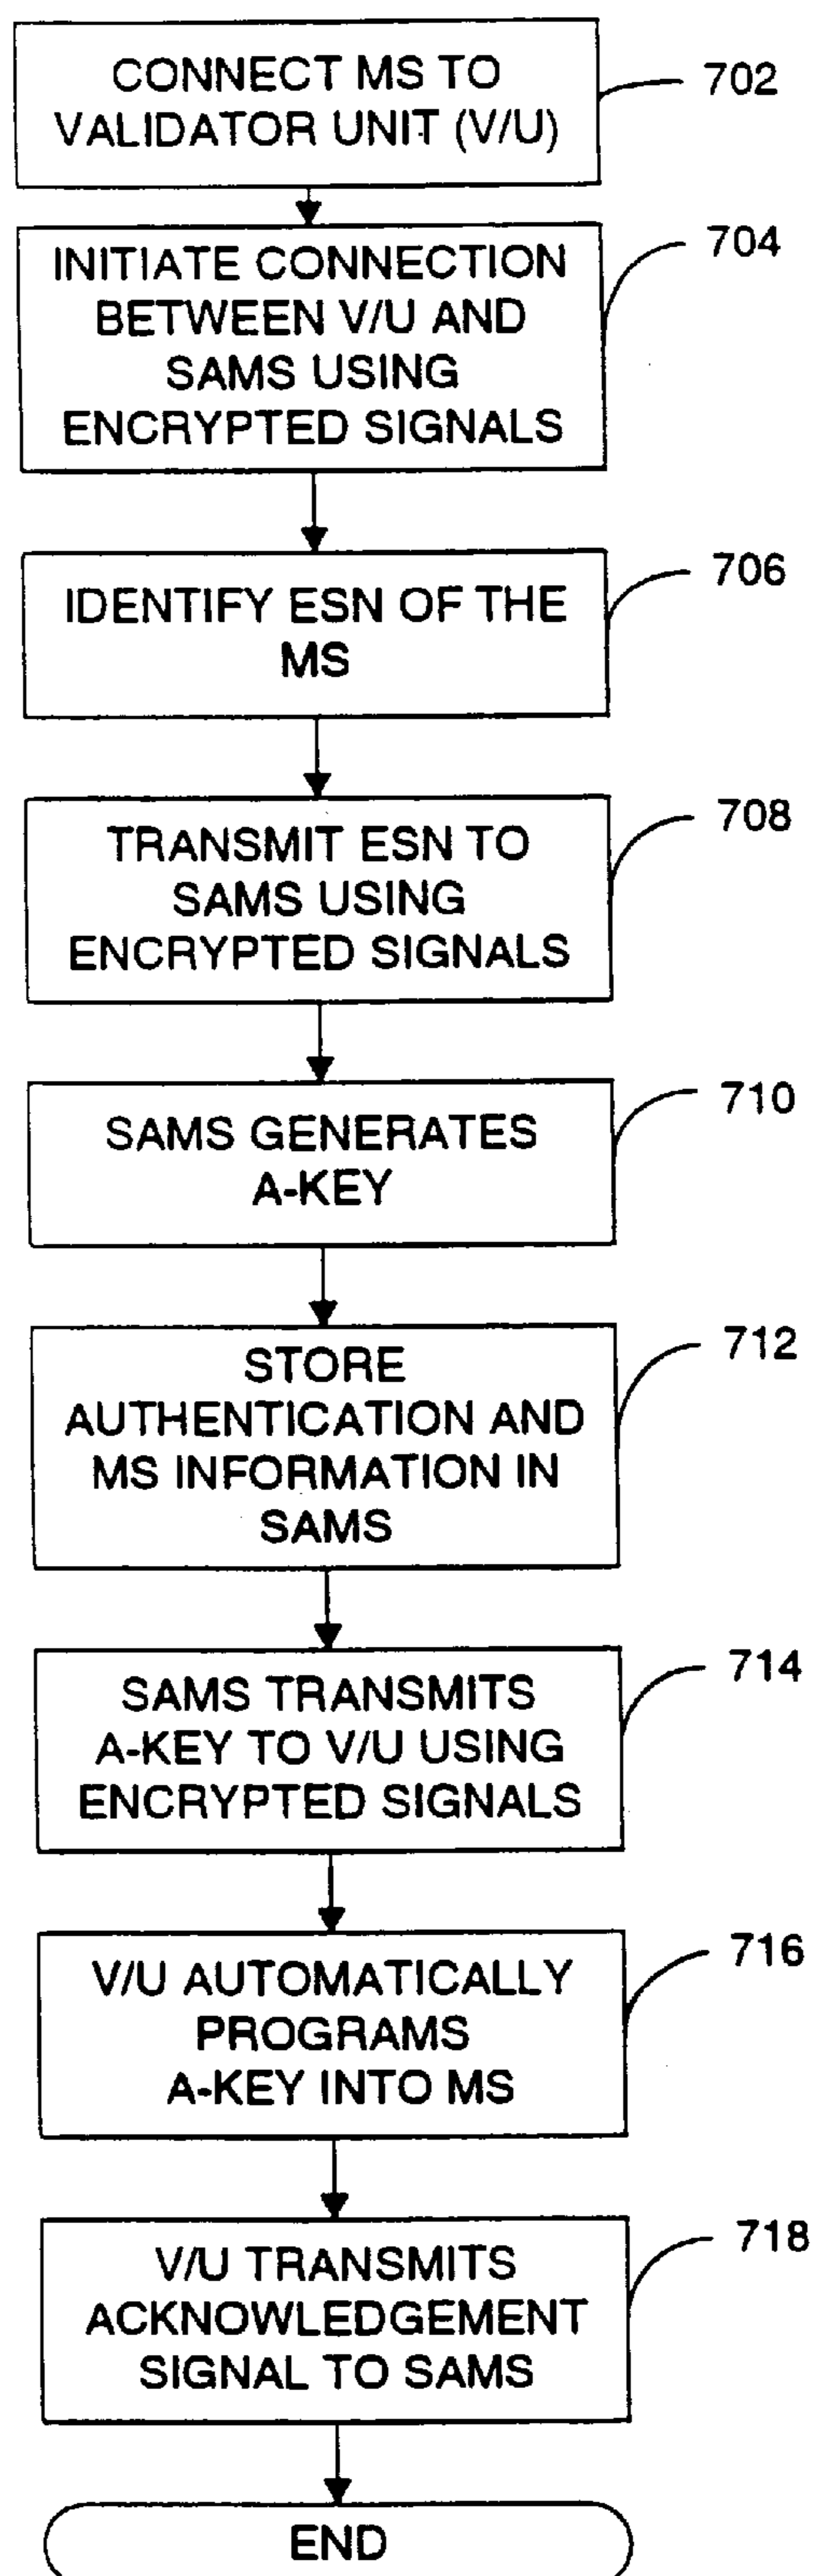 CONNECT MS TO
VALIDATOR UNIT (V/U)
702
INITIATE CONNECTION
BETWEEN V/U AND
SAMS USING
ENCRYPTED SIGNALS
704
IDENTIFY ESN OF THE
MS
706
TRANSMIT ESN TO
SAMS USING
ENCRYPTED SIGNALS
708
SAMS GENERATES
A-KEY
710
STORE
AUTHENTICATION AND
MS INFORMATION IN
SAMS
712
SAMS TRANSMITS
A-KEY TO V/U USING
ENCRYPTED SIGNALS
714
V/U AUTOMATICALLY
PROGRAMS
A-KEY INTO MS
716
V/U TRANSMITS
ACKNOWLEDGEMENT
SIGNAL TO SAMS
718
END